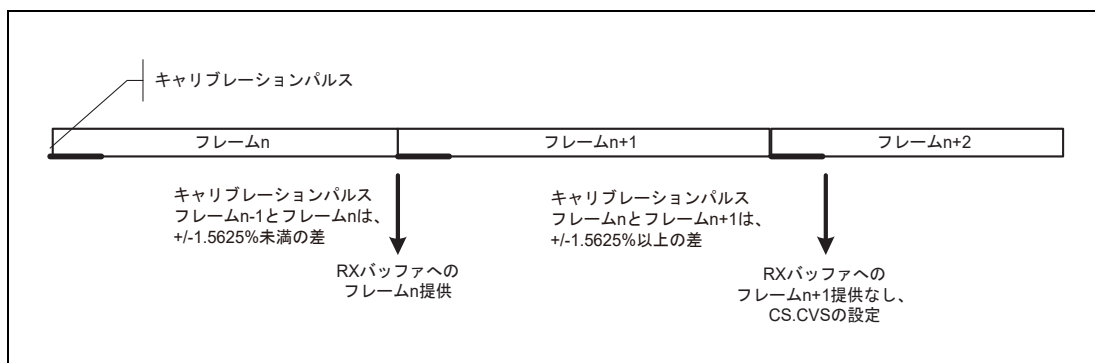 キャリブレーションパルス
フレームn
フレームn+1
フレームn+2
キャリブレーションパルス
フレームn-1とフレームnは、
+/-1.5625%未満の差
キャリブレーションパルス
フレームnとフレームn+1は、
+/-1.5625%以上の差
RXバッファへの
フレームn提供
RXバッファへの
フレームn+1提供なし、
CS.CVSの設定